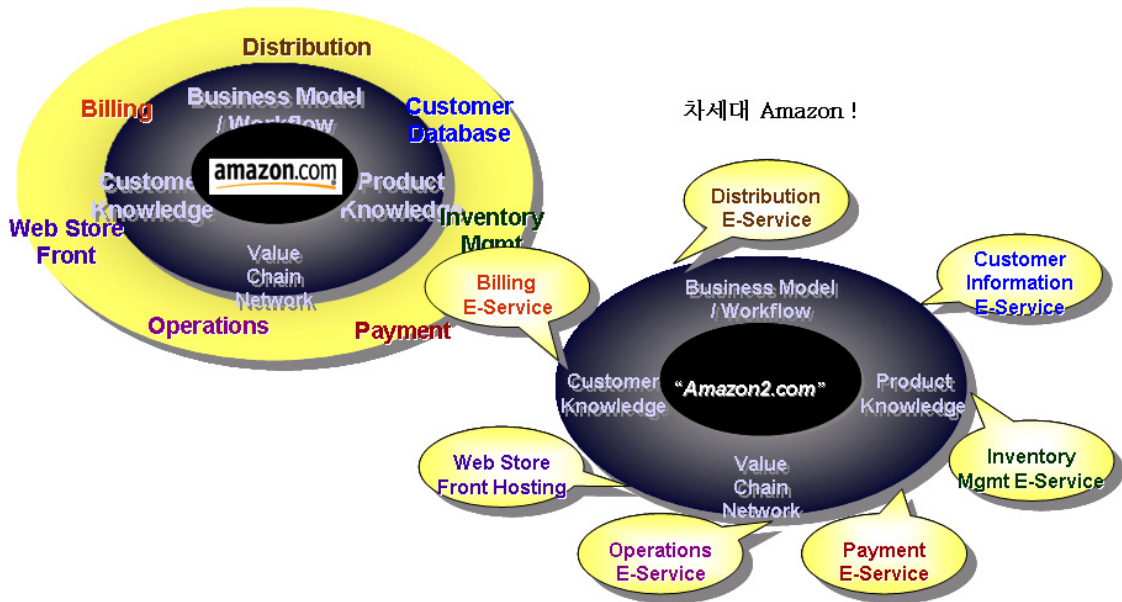 Distribution
Billing
Business Model
/ Workflow
Customer
Database
amazon.com
Customer
Knowledge
Product
Knowledge
Web Store
Front
Inventory
Mgmt
Value
Chain
Network
Operations
Payment
차세대 Amazon !
Distribution
E-Service
Billing
E-Service
Business Model
/ Workflow
Customer
Information
E-Service
Customer
Knowledge
“Amazon2.com”
Product
Knowledge
Web Store
Front Hosting
Value
Chain
Network
Inventory
Mgmt E-Service
Operations
E-Service
Payment
E-Service